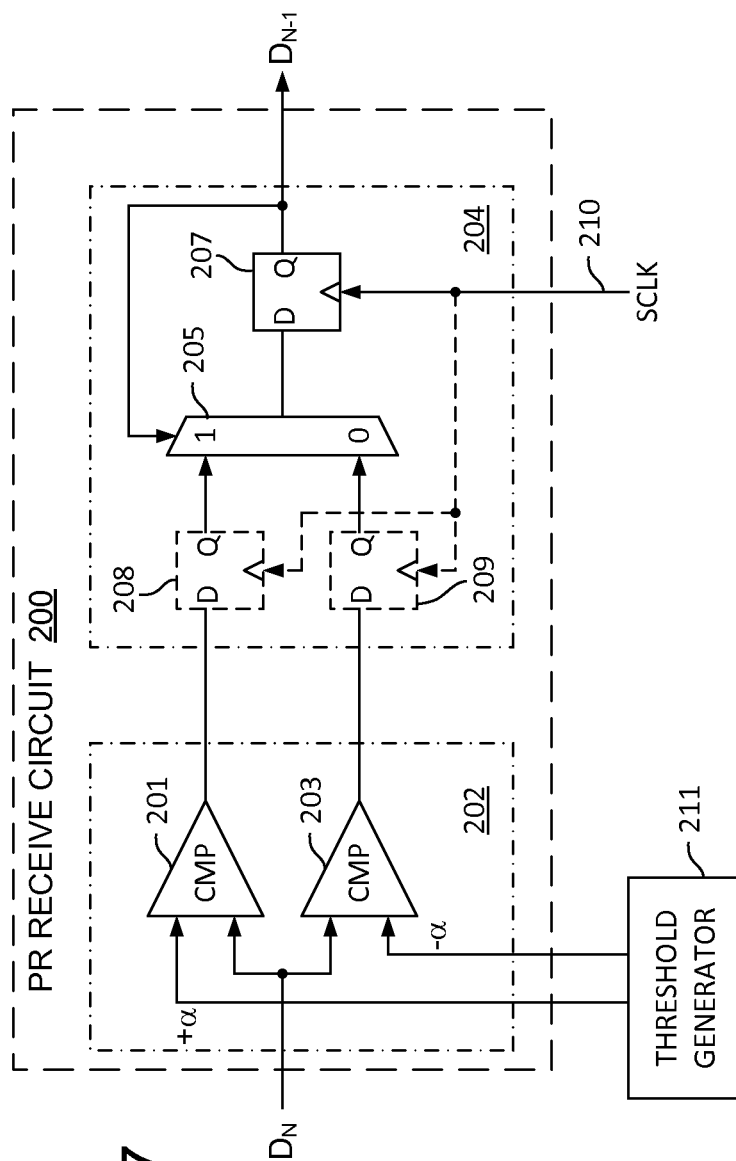 PR RECEIVE CIRCUIT 200
D_N
+α
-α
CMP
201
CMP
203
202
208
D Q
D Q
209
1
0
205
207
D Q
204
D_{N-1}
210
SCLK
THRESHOLD
GENERATOR
211
7